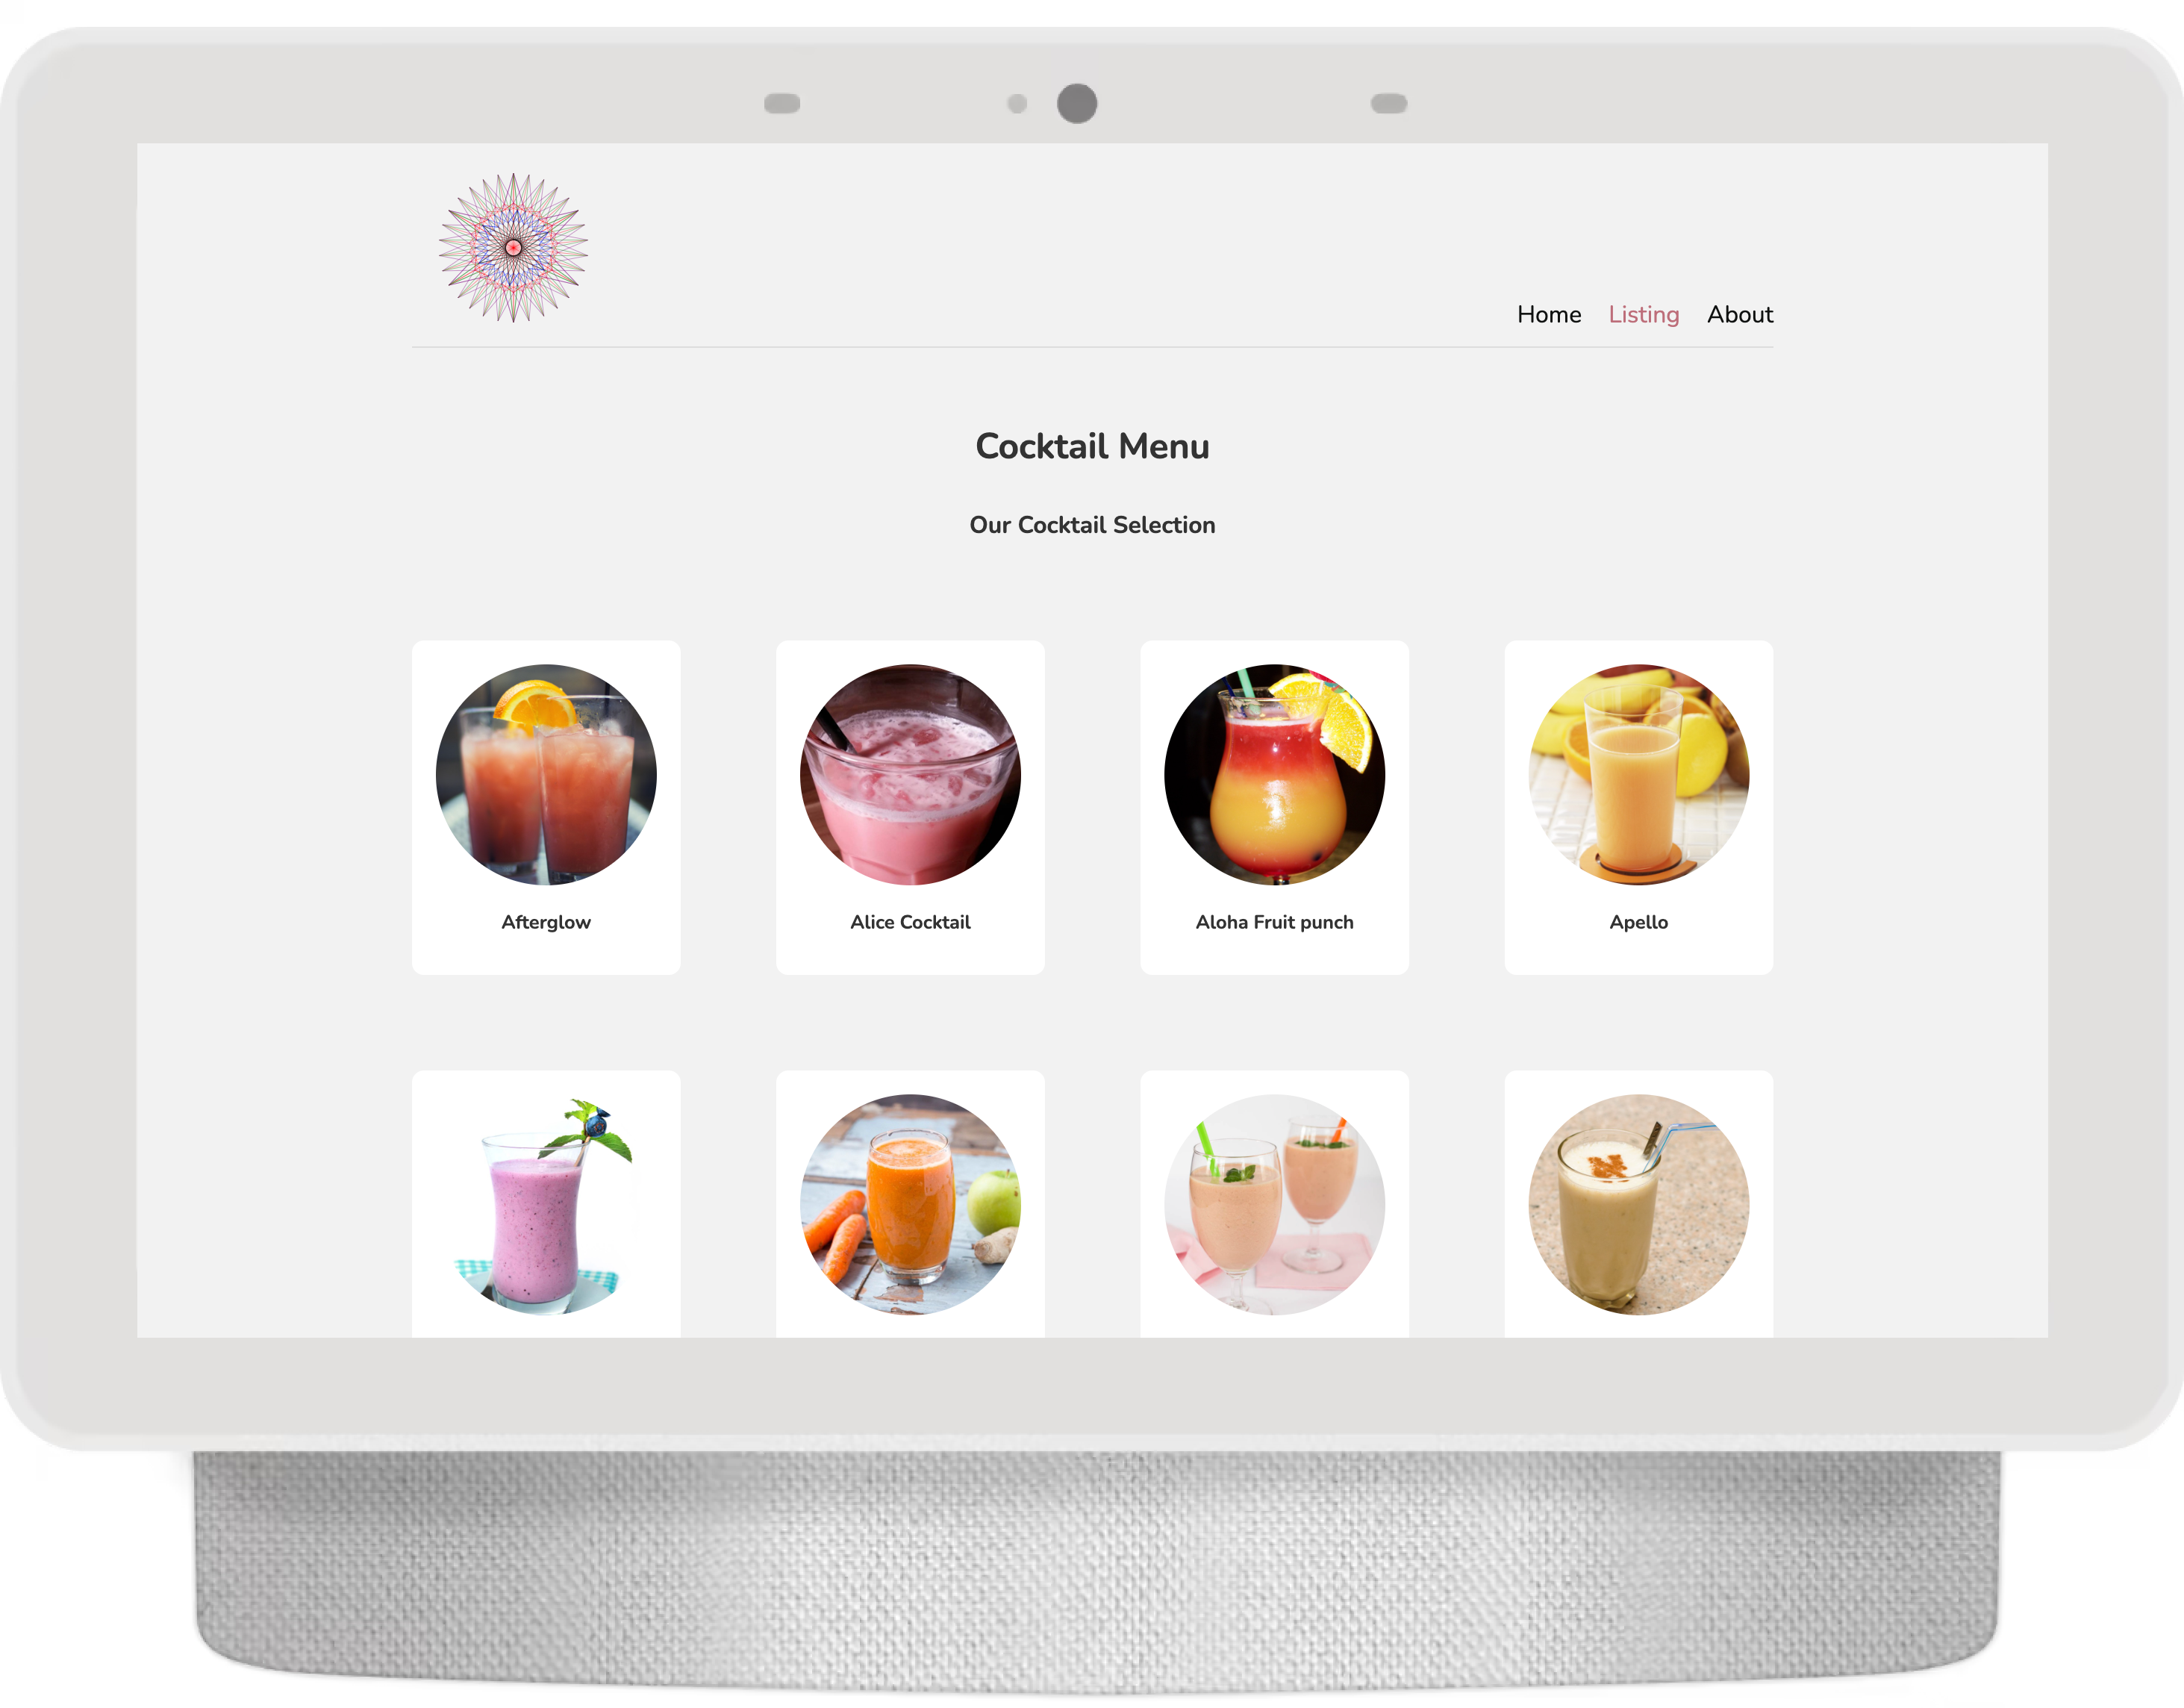 Home Listing About
Cocktail Menu
Our Cocktail Selection
Afterglow
Alice Cocktail
Aloha Fruit punch
Apello